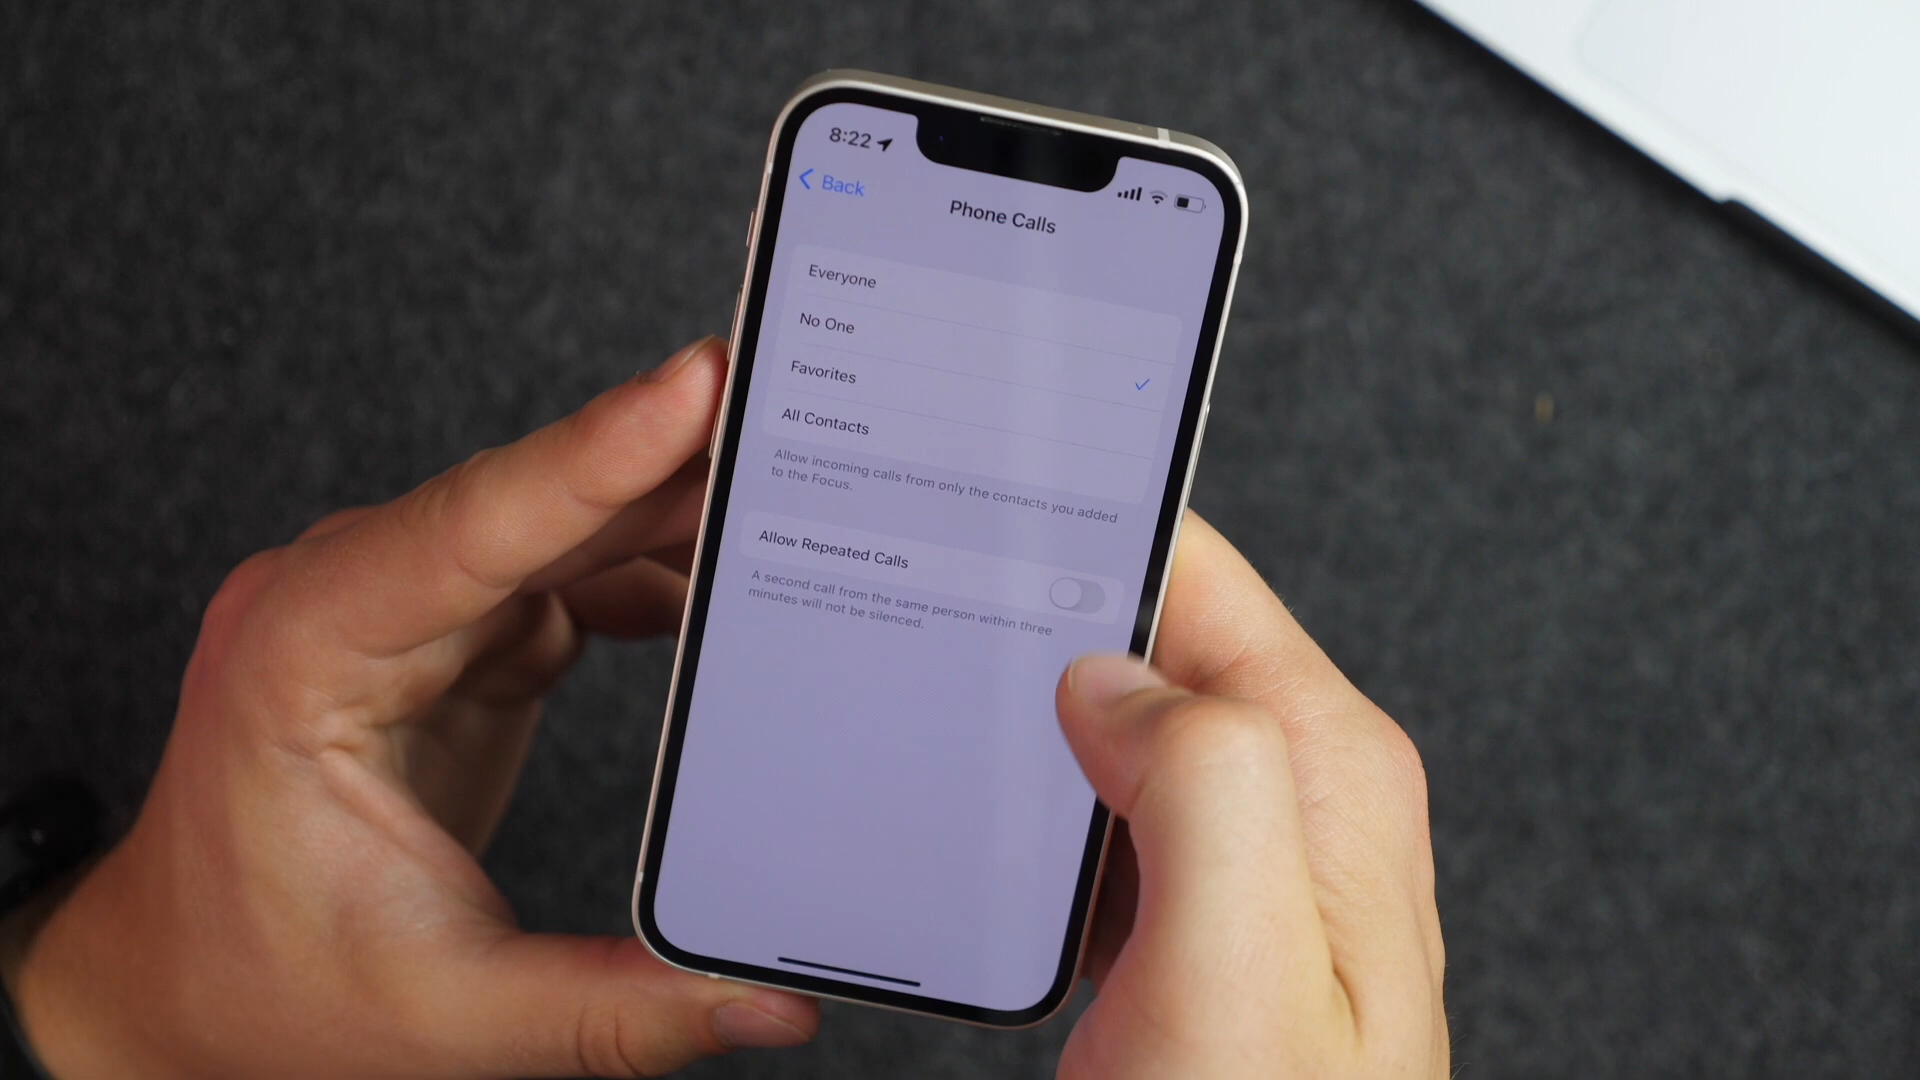 8:22
Back
Phone Calls
Everyone
No One
Favorites
All Contacts
Allow incoming calls from only the contacts you added
to the Focus.
Allow Repeated Calls
A second call from the same person within three
minutes will not be silenced.